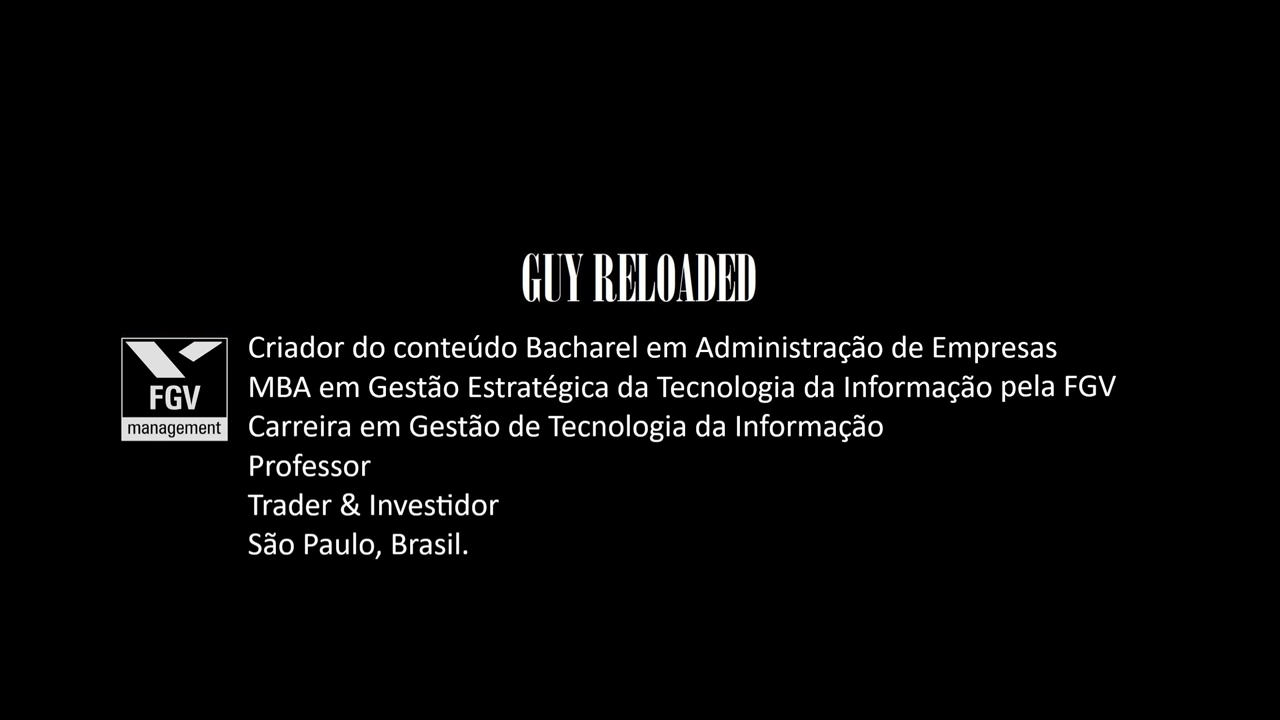 GUY RELOADED
Criador do conteúdo Bacharel em Administração de Empresas
MBA em Gestão Estratégica da Tecnologia da Informação pela FGV
Carreira em Gestão de Tecnologia da Informação
Professor
Trader & Investidor
São Paulo, Brasil.
FGV
management